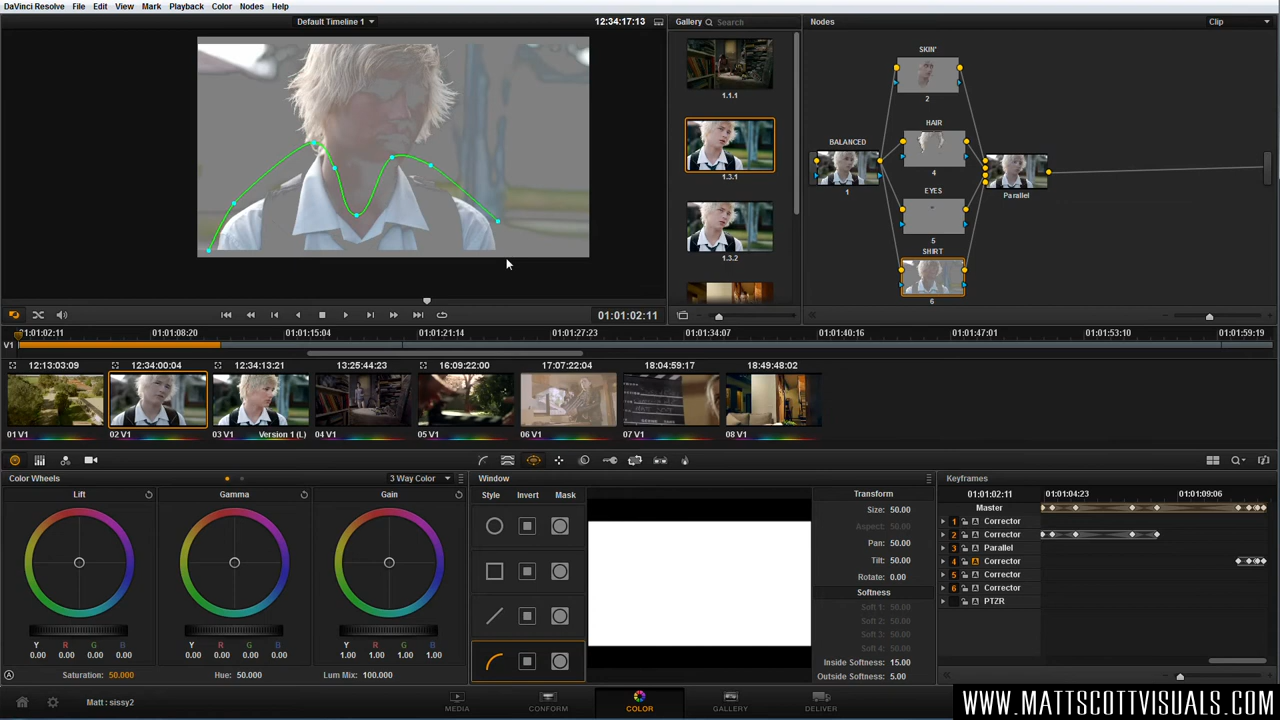 DaVinci Resolve File Edit View Mark Playback Color Nodes Help
Default Timeline 1 12:34:17:13 Gallery Search Nodes Clip
1.1.1
1.3.1
1.3.2
SKIN'
2
HAIR
4
BALANCED
1
EYES
5
Parallel
SHIRT
6
01:01:02:11
01:01:02:11 01:01:08:20 01:01:15:04 01:01:21:14 01:01:27:23 01:01:34:07 01:01:40:16 01:01:47:01 01:01:53:10 01:01:59:19
V1
12:13:03:09 12:34:00:04 12:34:13:21 13:25:44:23 16:09:22:00 17:07:22:04 18:04:59:17 18:49:48:02
01 V1 02 V1 03 V1 Version 1 (L) 04 V1 05 V1 06 V1 07 V1 08 V1
Color Wheels 3 Way Color
Lift Gamma Gain
Y R G B Y R G B Y R G B
0.00 0.00 0.00 0.00 0.00 0.00 0.00 0.00 1.00 1.00 1.00 1.00
A Saturation: 50.000 Hue: 50.000 Lum Mix: 100.000
Window
Style Invert Mask
Transform
Size: 50.00
Aspect: 50.00
Pan: 50.00
Tilt: 50.00
Rotate: 0.00
Softness
Soft 1: 50.00
Soft 2: 50.00
Soft 3: 50.00
Soft 4: 50.00
Inside Softness: 15.00
Outside Softness: 5.00
Keyframes
01:01:02:11 01:01:04:23 01:01:09:06
Master
1 Corrector
2 Corrector
3 Parallel
4 Corrector
5 Corrector
6 Corrector
PTZR
Matt : sissy2 MEDIA CONFORM COLOR GALLERY DELIVER
WWW.MATTSCOTTVISUALS.COM